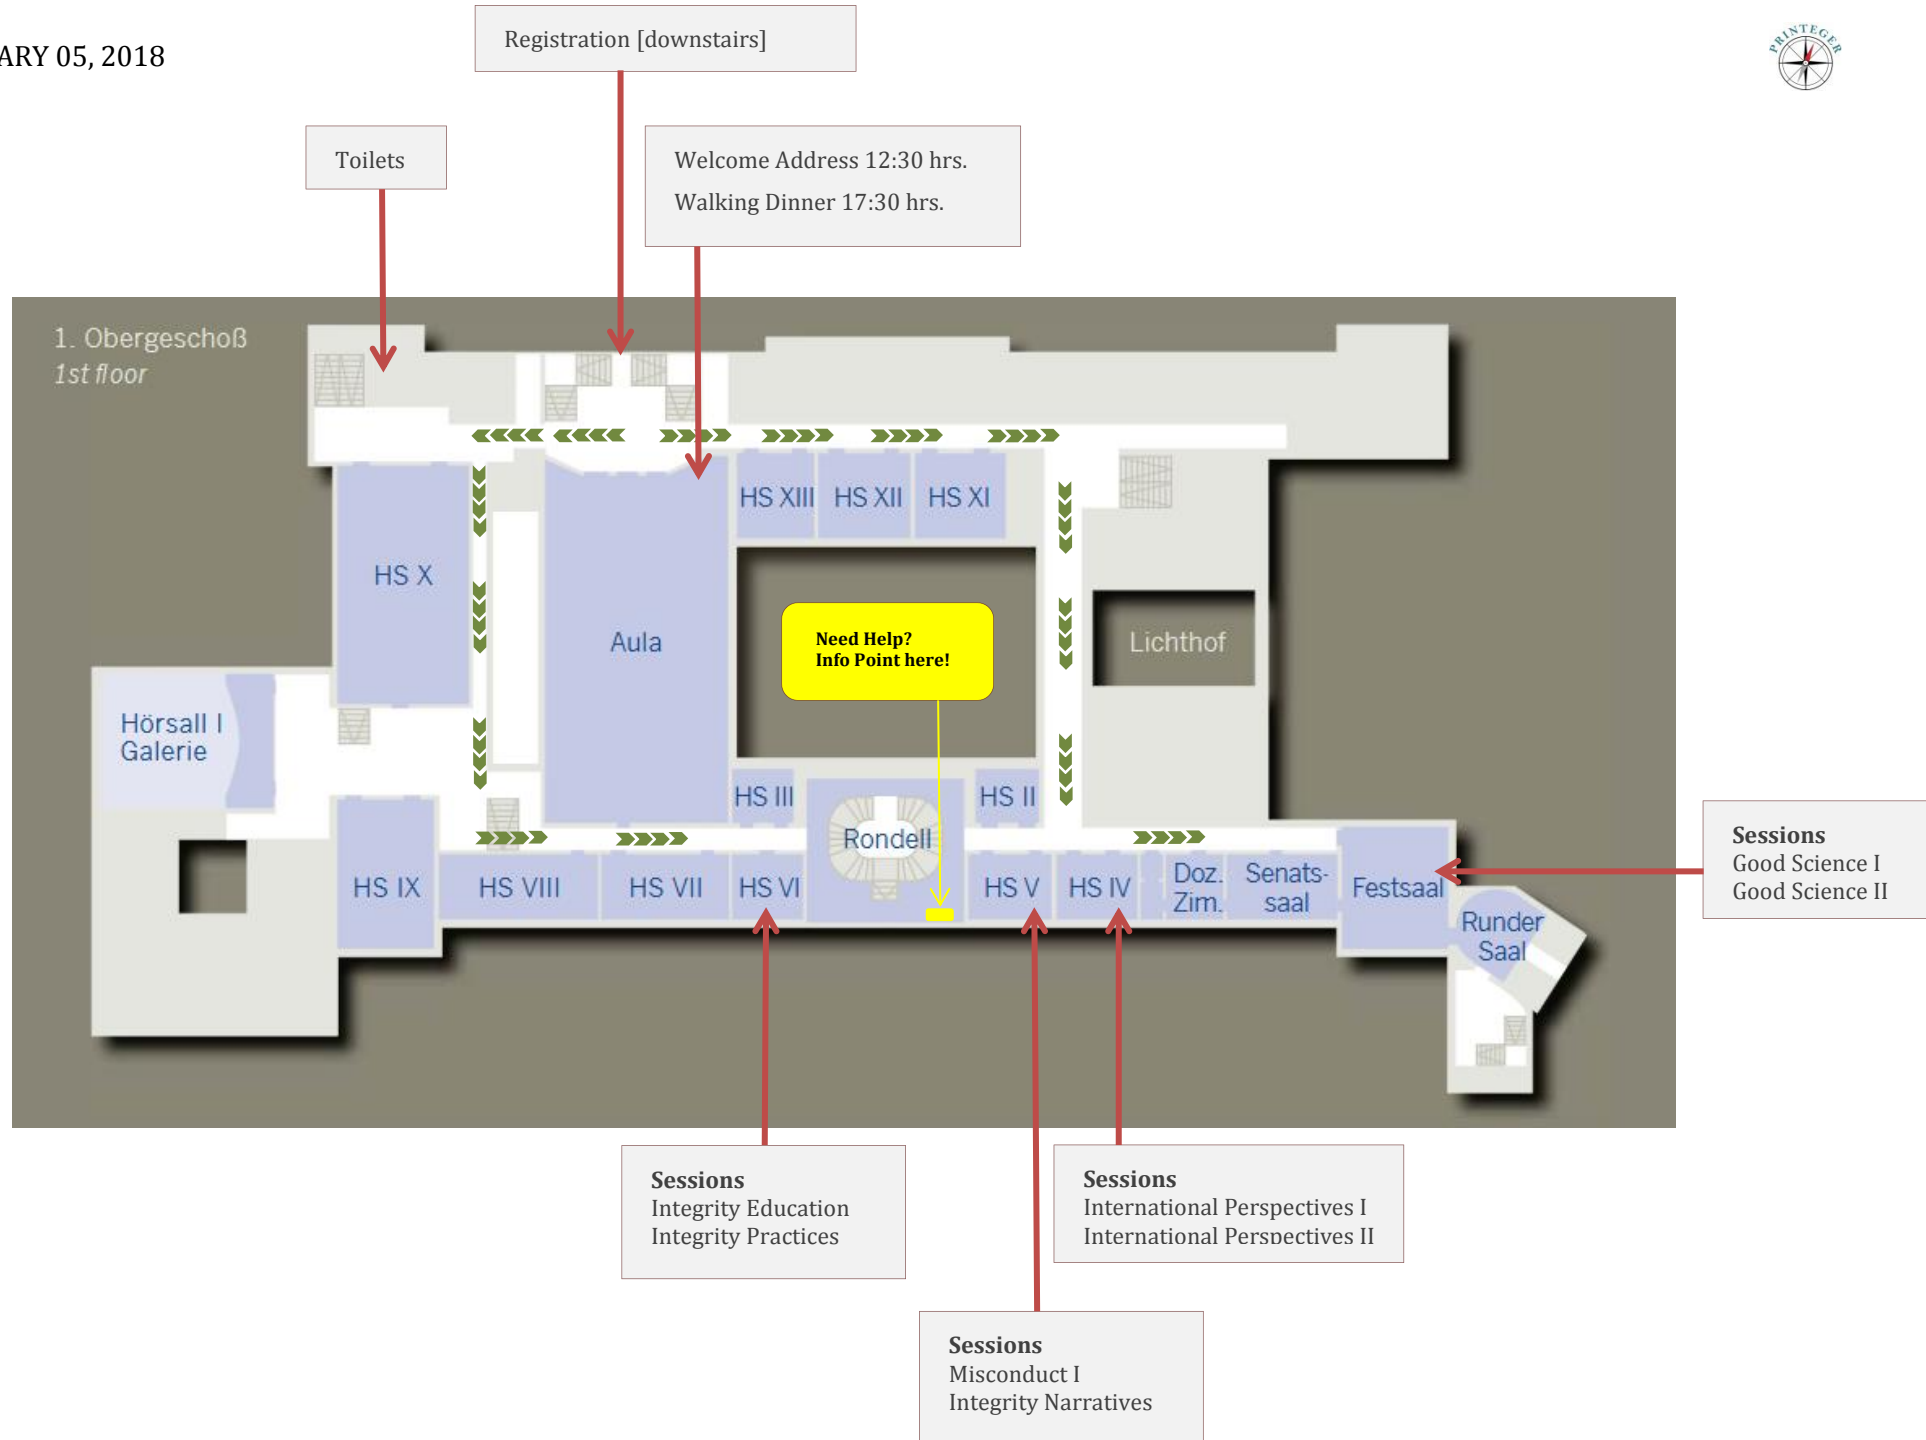 ARY 05, 2018
Registration [downstairs]
PRINTEGER
Toilets
Welcome Address 12:30 hrs.
Walking Dinner 17:30 hrs.
1. Obergeschoß
1st floor
HS XIII
HS XII
HS XI
HS X
Aula
Need Help?
Info Point here!
Lichthof
Hörsall I
Galerie
HS III
HS II
Rondell
HS IX
HS VIII
HS VII
HS VI
HS V
HS IV
Doz.
Zim.
Senats-
saal
Festsaal
Runder
Saal
Sessions
Good Science I
Good Science II
Sessions
Integrity Education
Integrity Practices
Sessions
International Perspectives I
International Perspectives II
Sessions
Misconduct I
Integrity Narratives